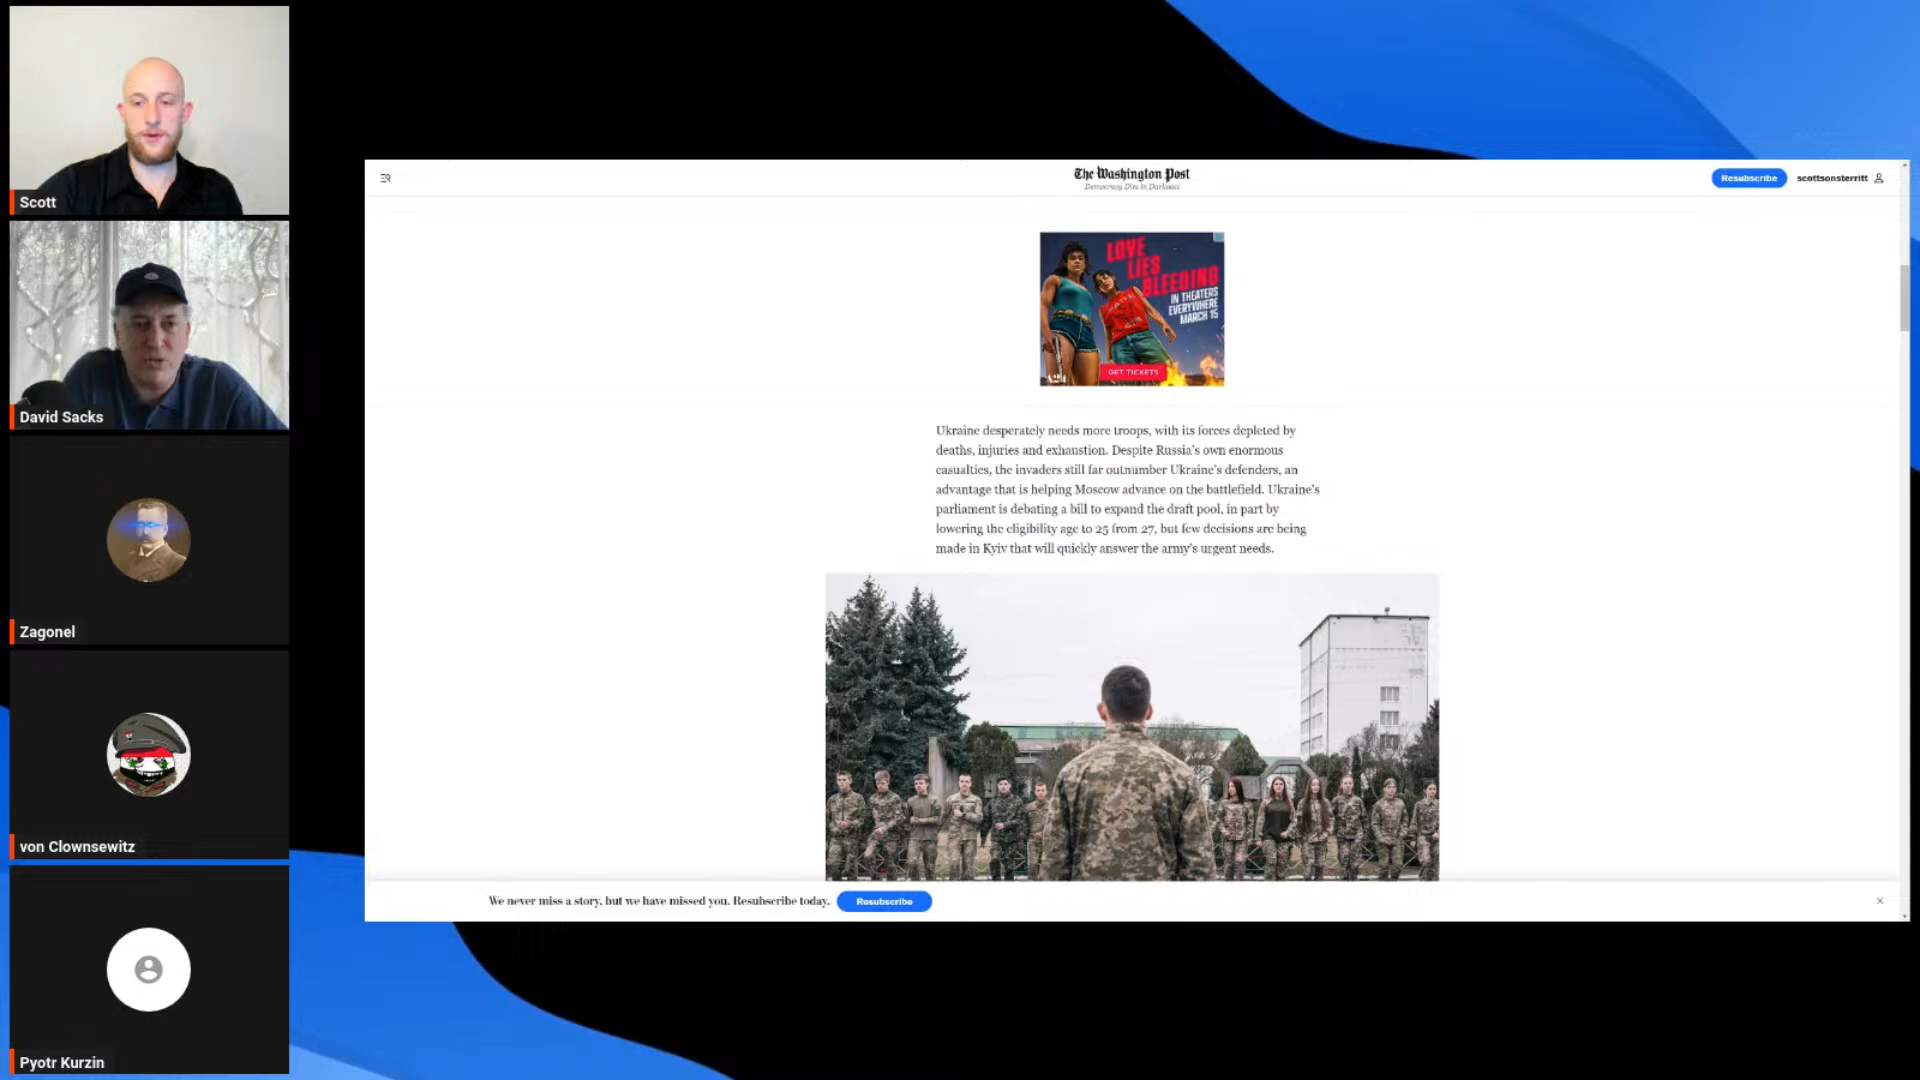 Scott
David Sacks
Zagonel
von Clownsewitz
Pyotr Kurzin
The Washington Post
Democracy Dies in Darkness
Resubscribe
scottsonsterritt
LOVE
LIES
BLEEDING
IN THEATERS
EVERYWHERE
MARCH 15
GET TICKETS
Ukraine desperately needs more troops, with its forces depleted by
deaths, injuries and exhaustion. Despite Russia's own enormous
casualties, the invaders still far outnumber Ukraine's defenders, an
advantage that is helping Moscow advance on the battlefield. Ukraine's
parliament is debating a bill to expand the draft pool, in part by
lowering the eligibility age to 25 from 27, but few decisions are being
made in Kyiv that will quickly answer the army's urgent needs.
We never miss a story, but we have missed you. Resubscribe today.
Resubscribe